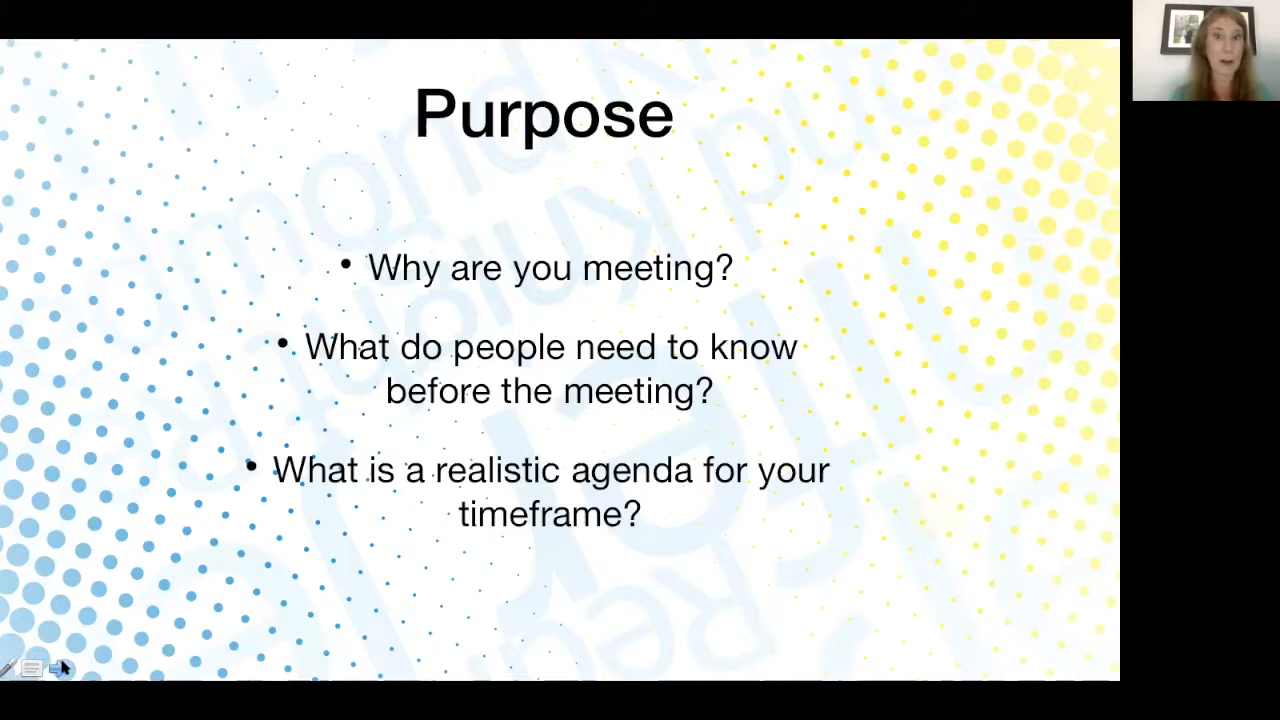 Purpose
• Why are you meeting?
• What do people need to know
before the meeting?
• What is a realistic agenda for your
timeframe?